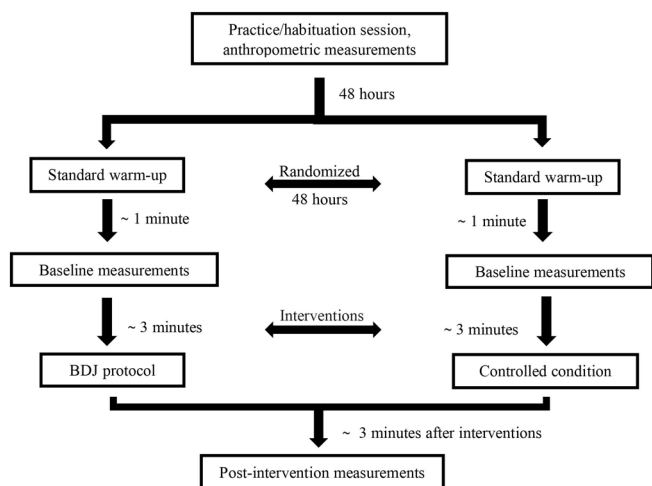 Practice/habituation session,
anthropometric measurements
48 hours
Standard warm-up
Randomized
48 hours
Standard warm-up
~ 1 minute
~ 1 minute
Baseline measurements
Baseline measurements
~ 3 minutes
Interventions
~ 3 minutes
BDJ protocol
Controlled condition
~ 3 minutes after interventions
Post-intervention measurements